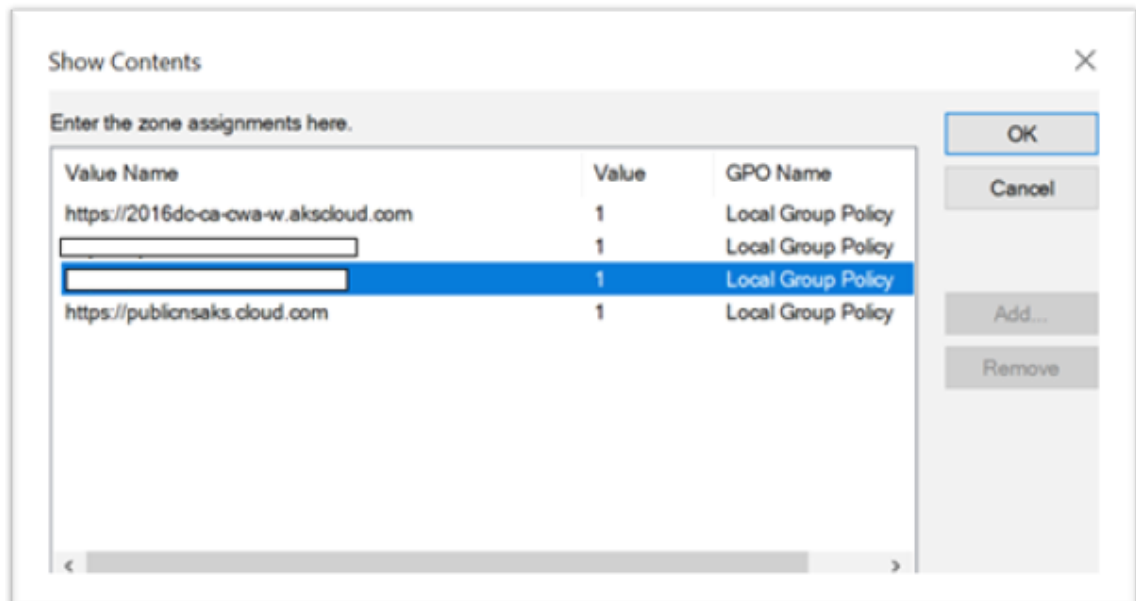 Show Contents
Enter the zone assignments here.
OK
Cancel
Value Name Value GPO Name
https://2016dc-ca-cwa-w.akscloud.com 1 Local Group Policy
1 Local Group Policy
1 Local Group Policy
https://publicnsaks.cloud.com 1 Local Group Policy
Add...
Remove